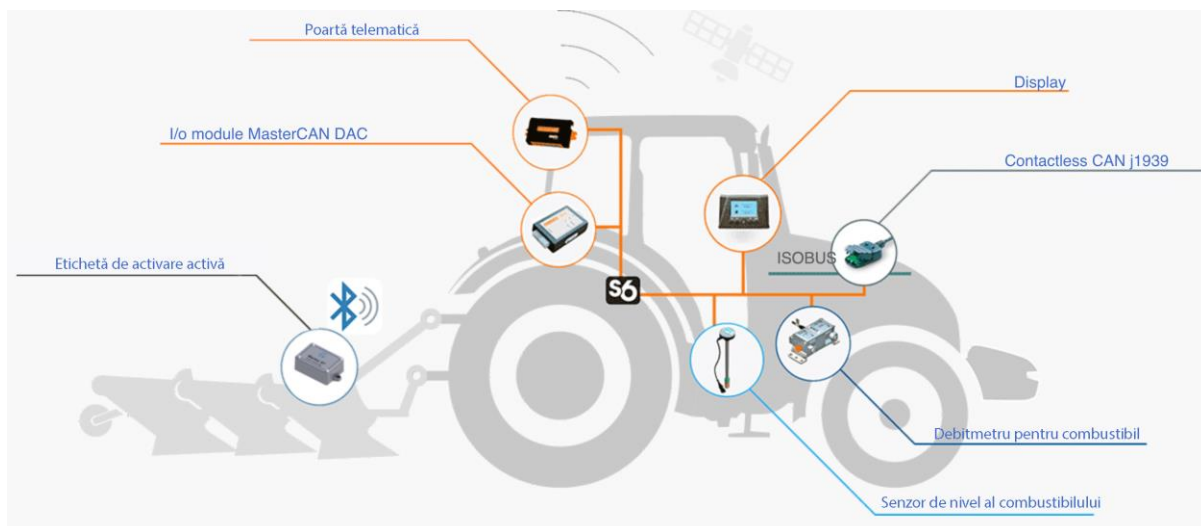 Poartă telematică
Display
I/o module MasterCAN DAC
Contactless CAN j1939
ISOBUS
Etichetă de activare activă
S6
Debitmetru pentru combustibil
Senzor de nivel al combustibilului